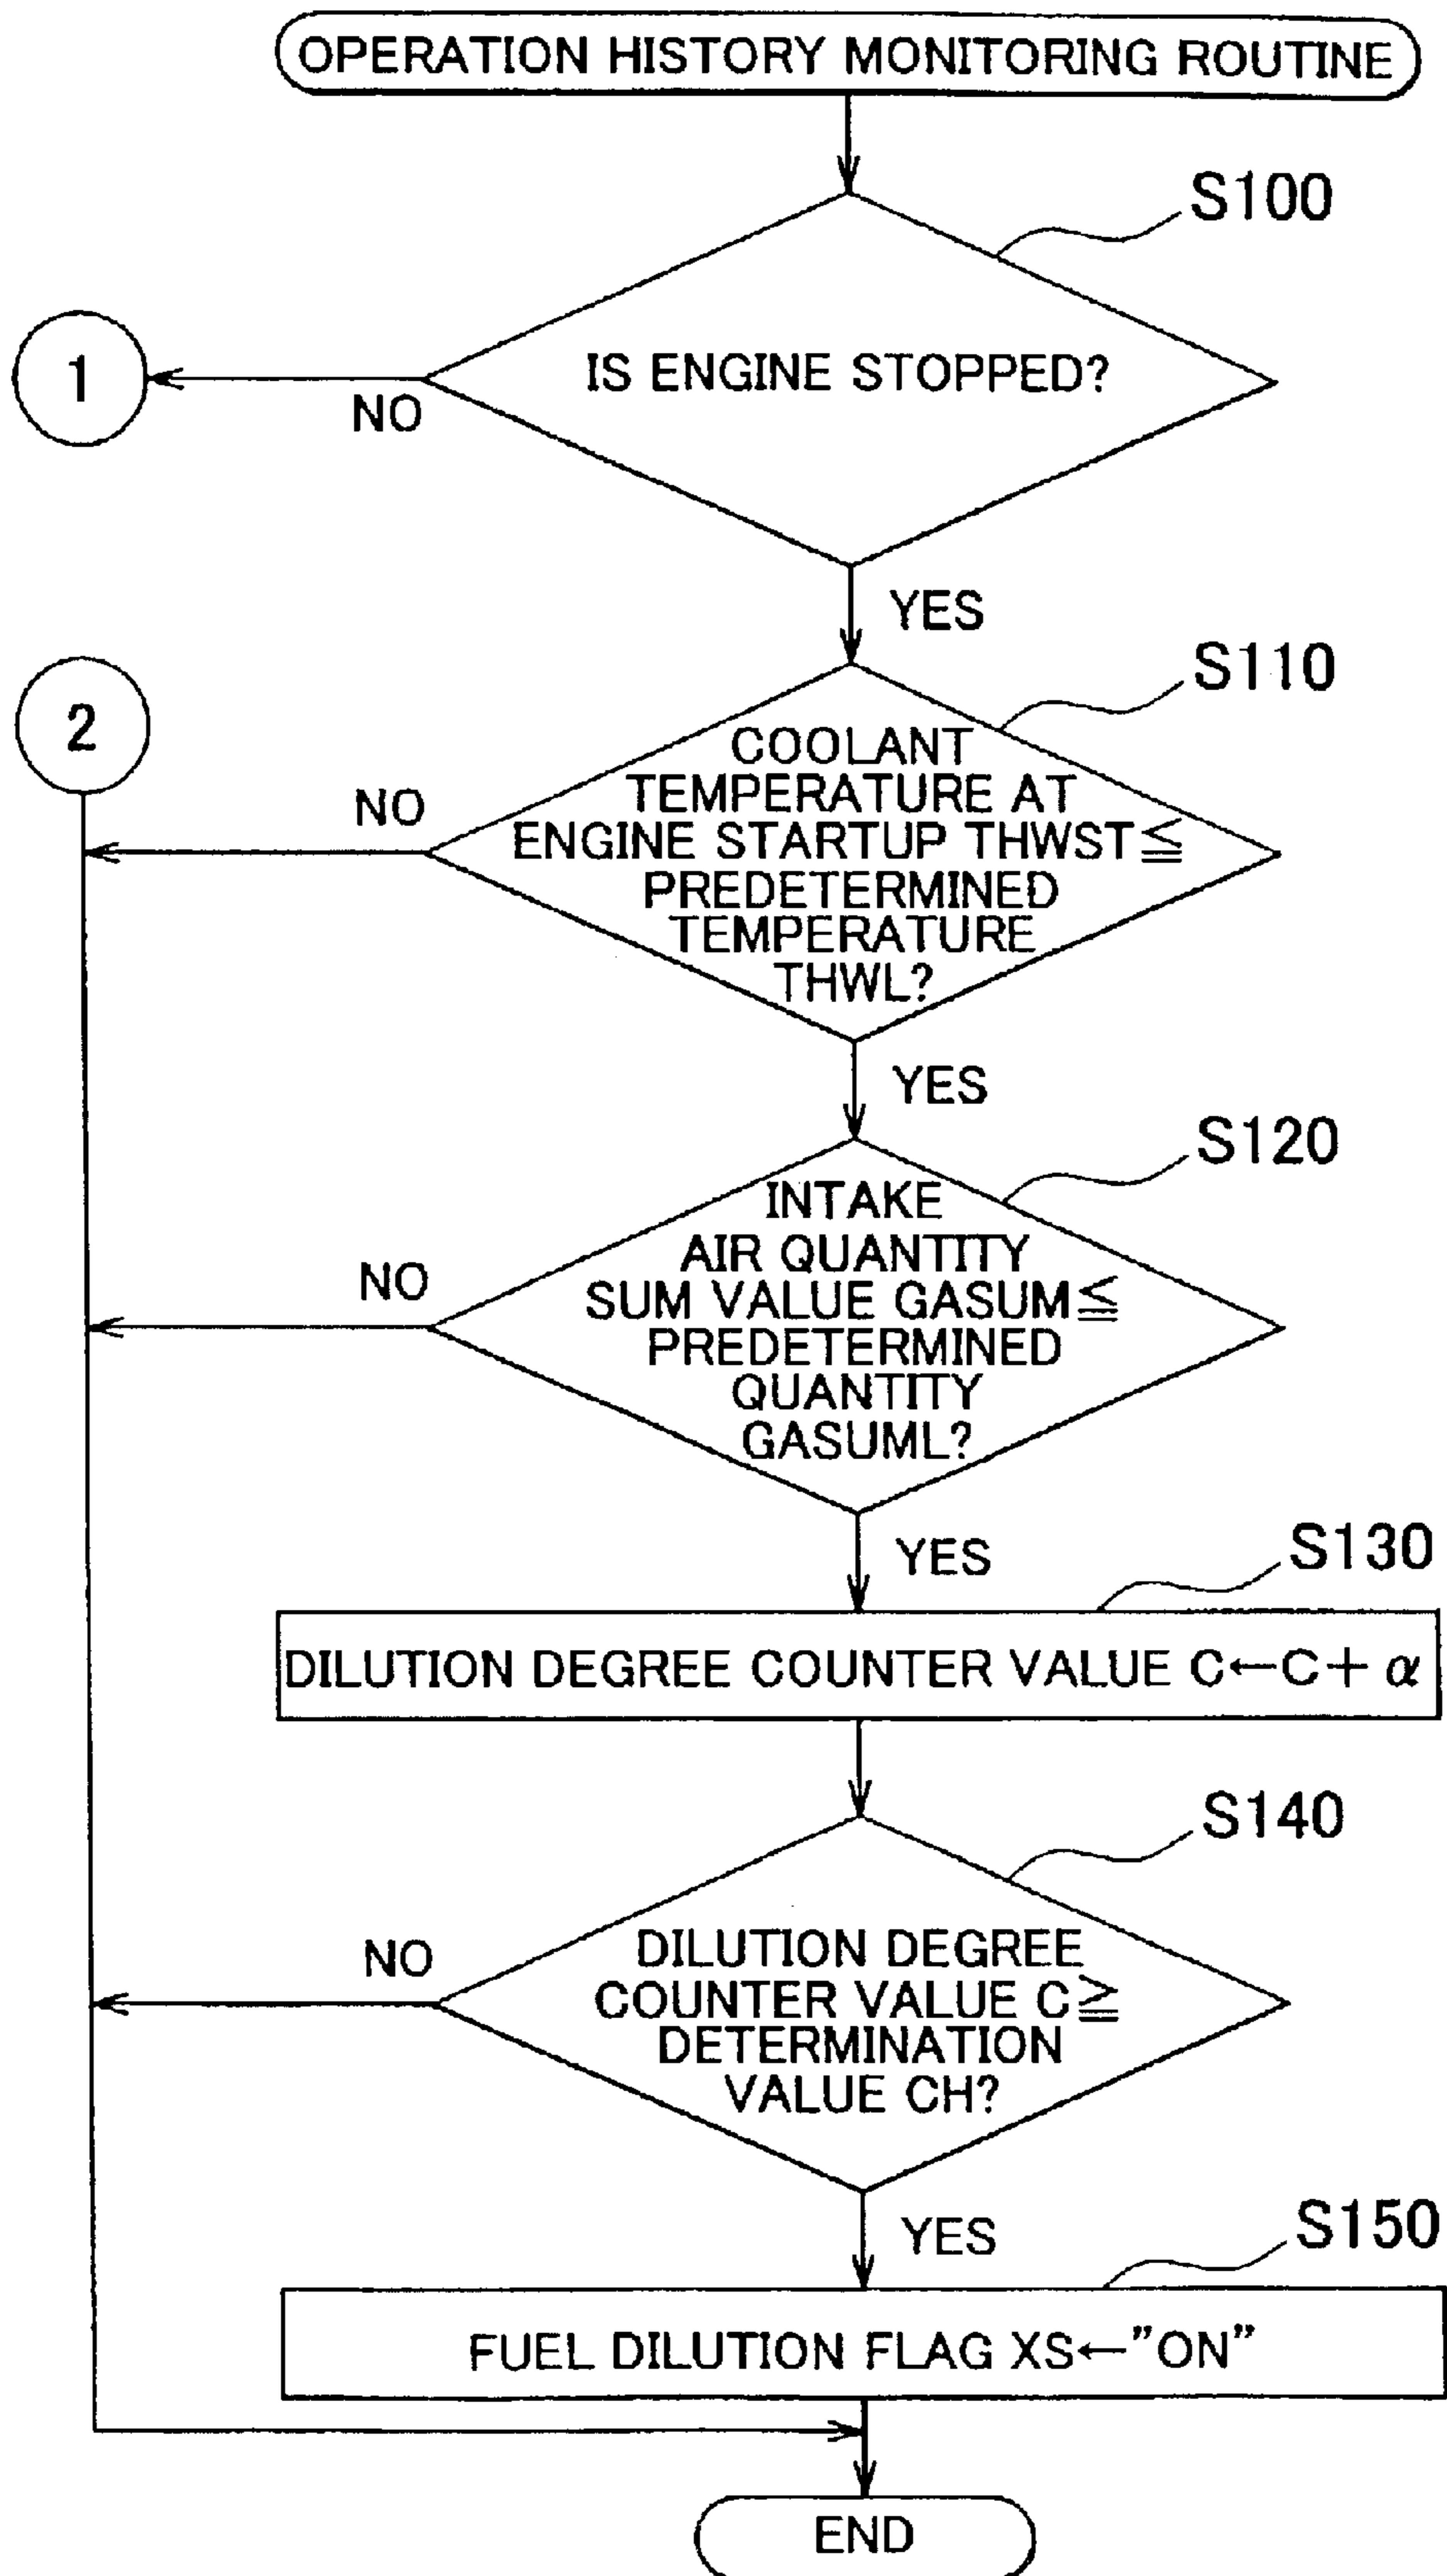 OPERATION HISTORY MONITORING ROUTINE
S100
1
IS ENGINE STOPPED?
NO
YES
S110
2
COOLANT
TEMPERATURE AT
ENGINE STARTUP THWST≦
PREDETERMINED
TEMPERATURE
THWL?
NO
YES
S120
INTAKE
AIR QUANTITY
SUM VALUE GASUM≦
PREDETERMINED
QUANTITY
GASUML?
NO
YES
S130
DILUTION DEGREE COUNTER VALUE C←C+α
S140
DILUTION DEGREE
COUNTER VALUE C≧
DETERMINATION
VALUE CH?
NO
YES
S150
FUEL DILUTION FLAG XS←"ON"
END